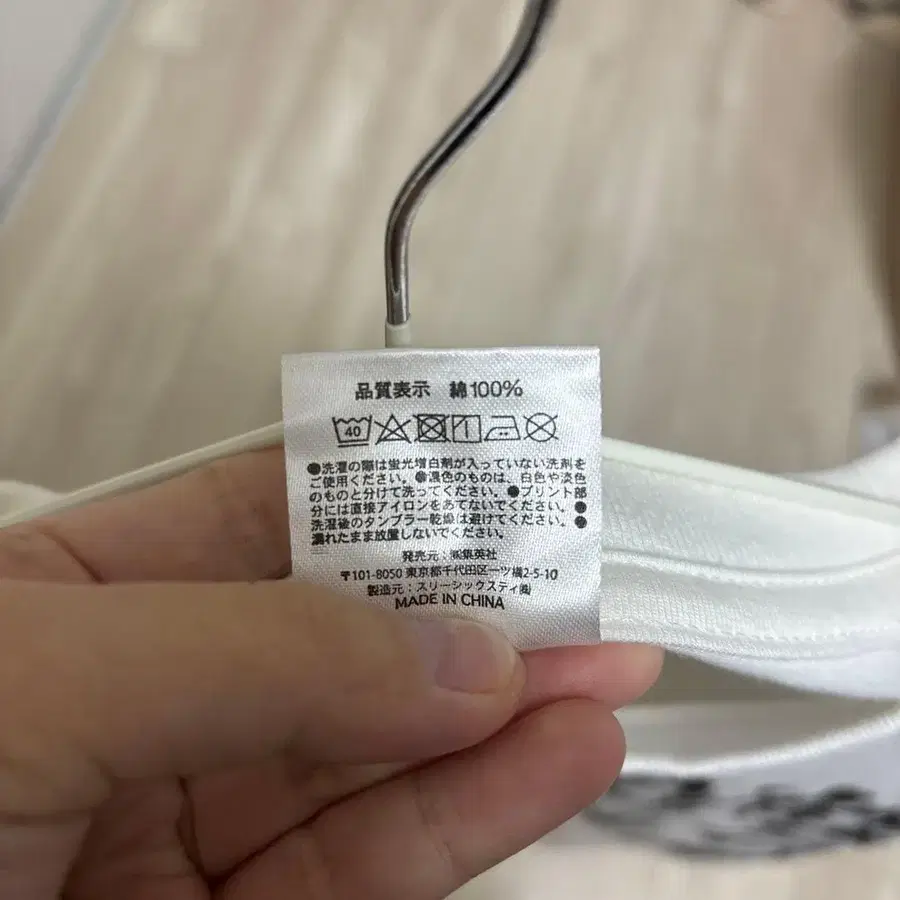 品質表示 綿100%
40
●洗濯の際は蛍光増白剤が入っていない洗剤を
ご使用ください。●濃色のものは、白色や淡色
のものと分けて洗ってください。●プリント部
分には直接アイロンをあてないでください。●
洗濯後のタンブラー乾燥は避けてください。●
濡れたまま放置しないでください。
発売元:㈱集英社
〒101-8050 東京都千代田区一ツ橋2-5-10
製造元:スリーシックスティ㈱
MADE IN CHINA